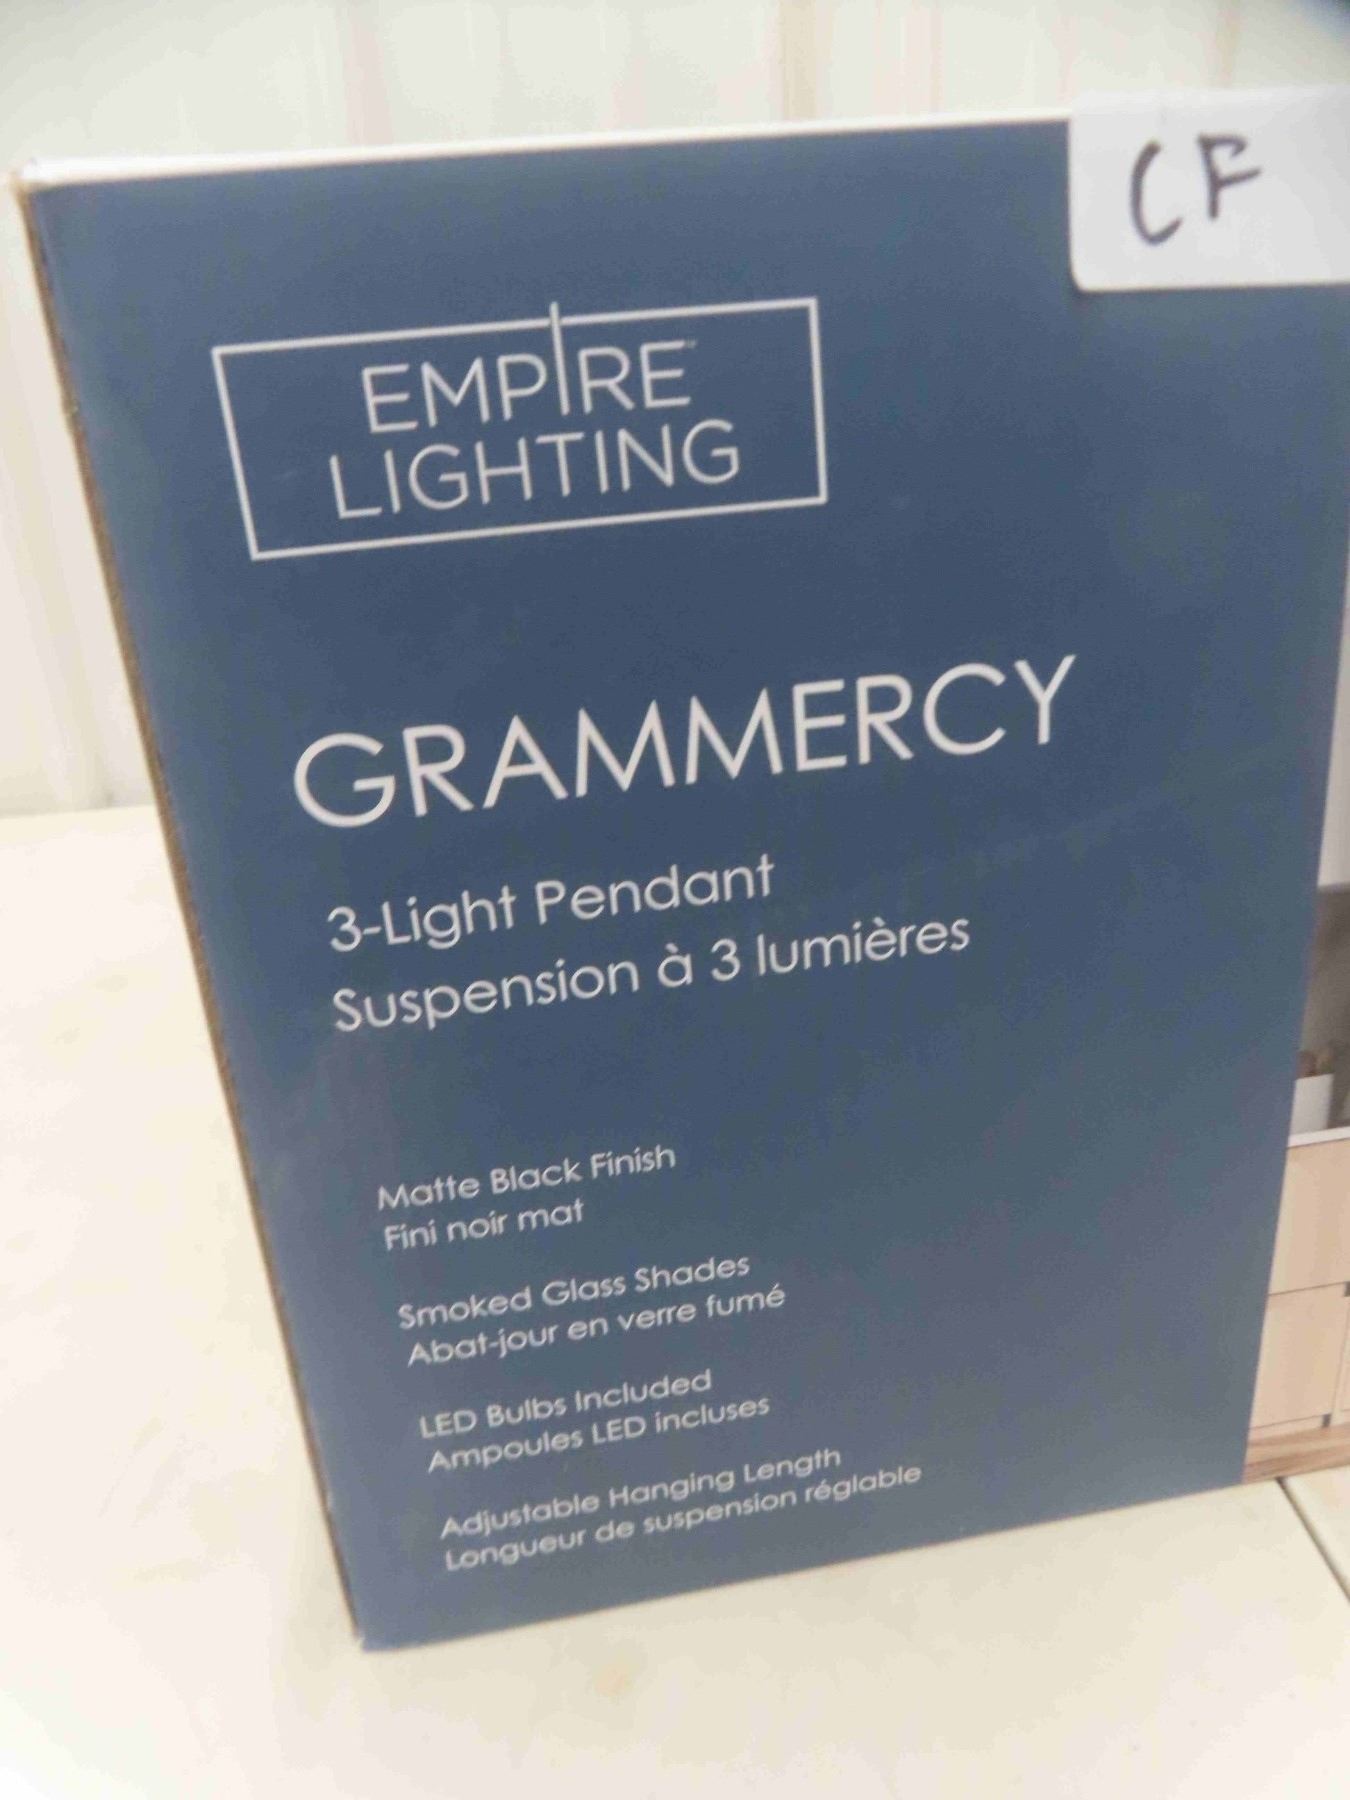 CF
EMPIRE™
LIGHTING
GRAMMERCY
3-Light Pendant
Suspension à 3 lumières
Matte Black Finish
Fini noir mat
Smoked Glass Shades
Abat-jour en verre fumé
LED Bulbs Included
Ampoules LED incluses
Adjustable Hanging Length
Longueur de suspension réglable